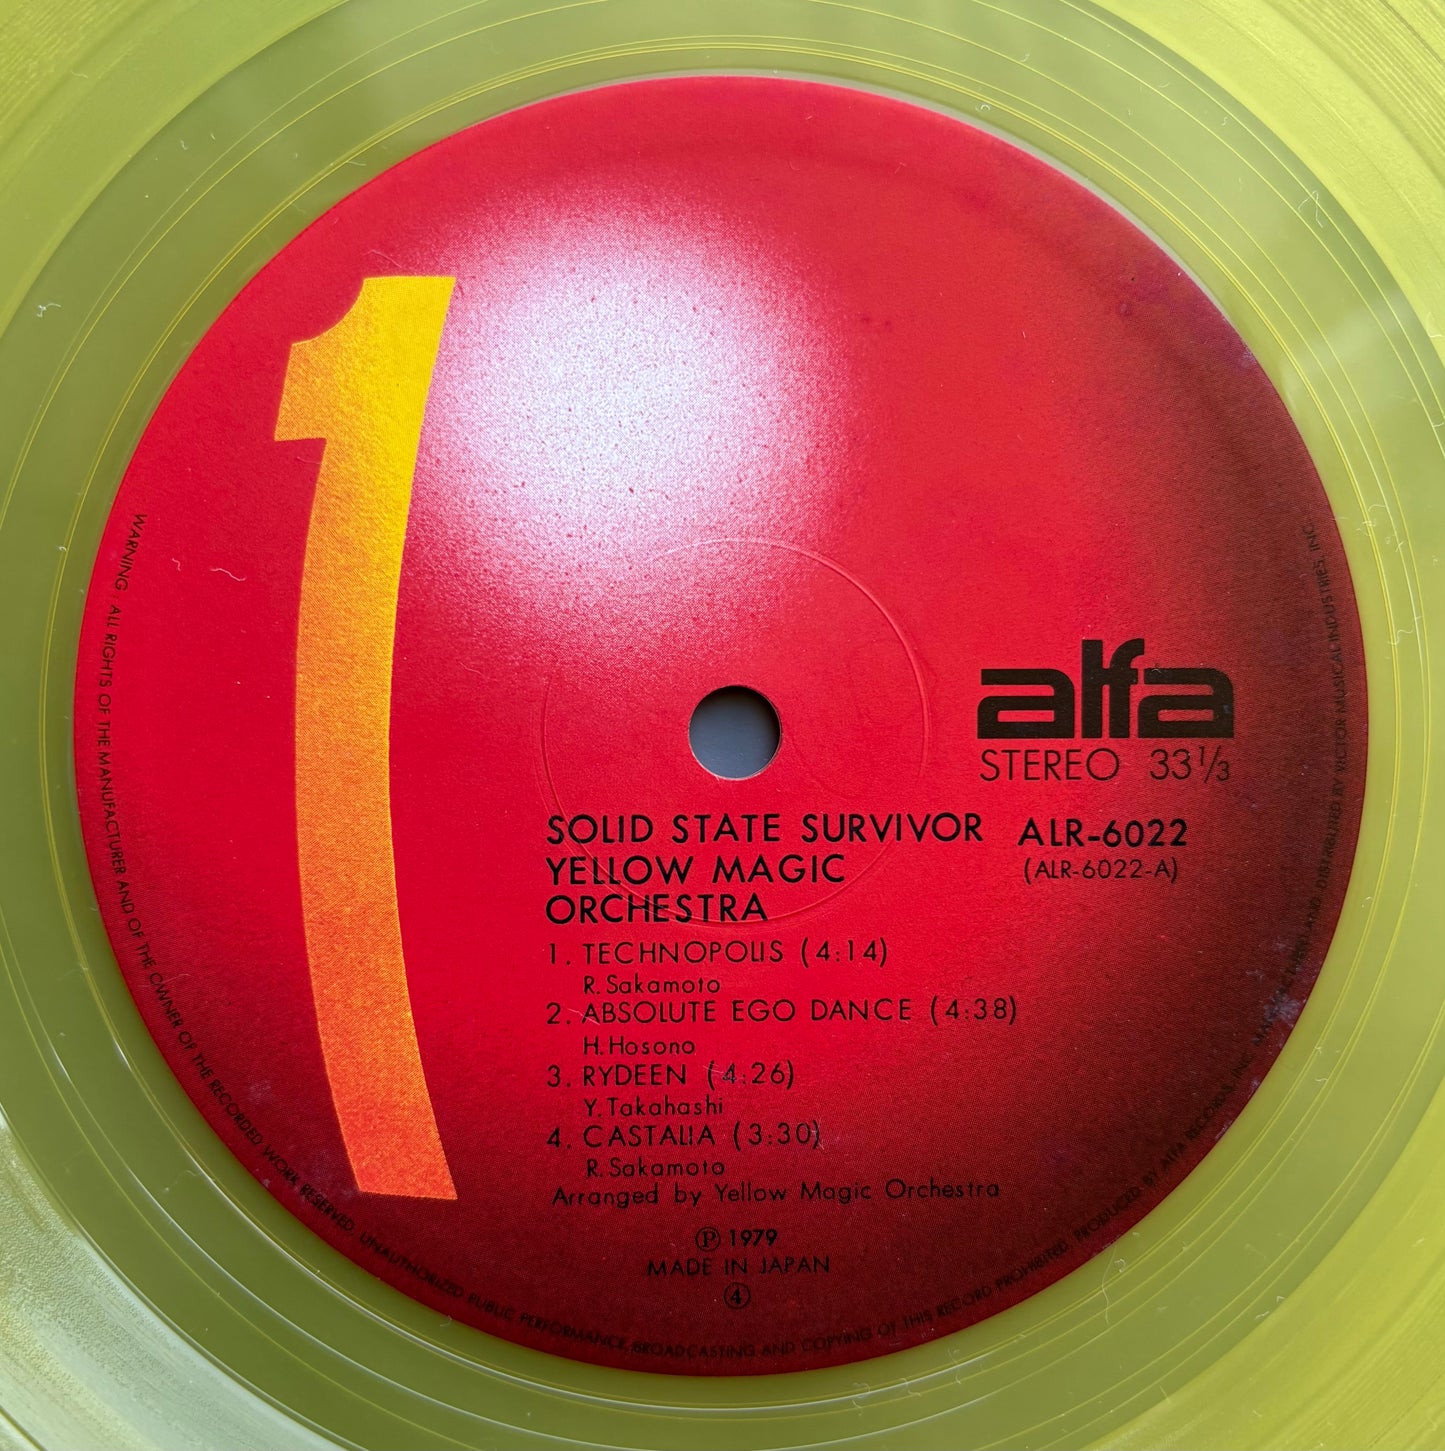 1
alfa
STEREO 33 1/3
SOLID STATE SURVIVOR ALR-6022
YELLOW MAGIC (ALR-6022-A)
ORCHESTRA
1. TECHNOPOLIS (4:14)
R. Sakamoto
2. ABSOLUTE EGO DANCE (4:38)
H. Hosono
3. RYDEEN (4:26)
Y. Takahashi
4. CASTALIA (3:30)
R. Sakamoto
Arranged by Yellow Magic Orchestra
Ⓟ 1979
MADE IN JAPAN
④
WARNING : ALL RIGHTS OF THE MANUFACTURER AND OF THE OWNER OF THE RECORDED WORK RESERVED. UNAUTHORIZED PUBLIC PERFORMANCE, BROADCASTING AND COPYING OF THIS RECORD PROHIBITED. PRODUCED BY ALFA RECORDS, INC. MANUFACTURED AND DISTRIBUTED BY VICTOR MUSICAL INDUSTRIES, INC.